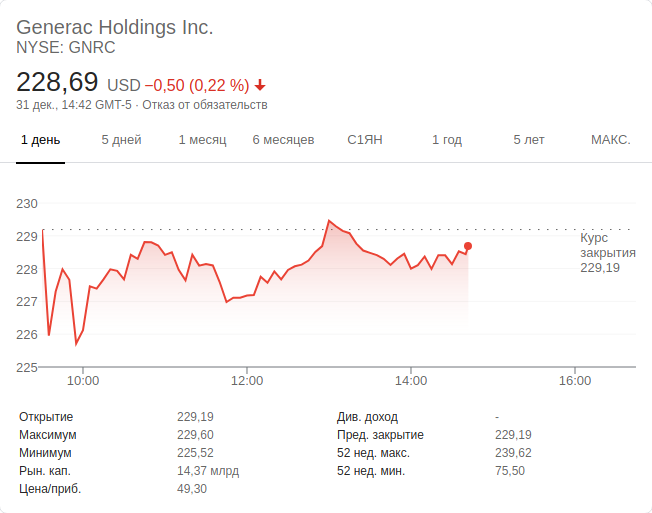 Generac Holdings Inc.
NYSE: GNRC
228,69 USD −0,50 (0,22 %)
31 дек., 14:42 GMT-5 · Отказ от обязательств
1 день 5 дней 1 месяц 6 месяцев С1ЯН 1 год 5 лет МАКС.
230
229
228
227
226
225
Курс
закрытия
229,19
10:00 12:00 14:00 16:00
Открытие 229,19 Див. доход -
Максимум 229,60 Пред. закрытие 229,19
Минимум 225,52 52 нед. макс. 239,62
Рын. кап. 14,37 млрд 52 нед. мин. 75,50
Цена/приб. 49,30